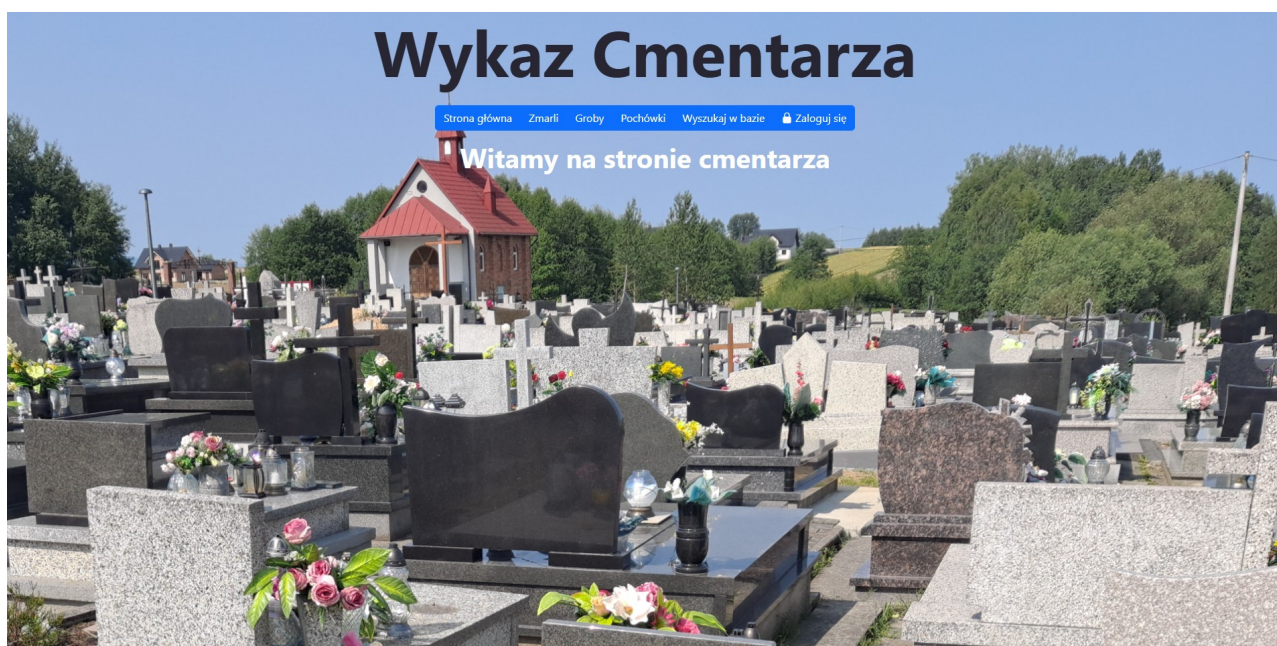 Wykaz Cmentarza
Strona główna Zmarli Groby Pochówki Wyszukaj w bazie Zaloguj się
Witamy na stronie cmentarza